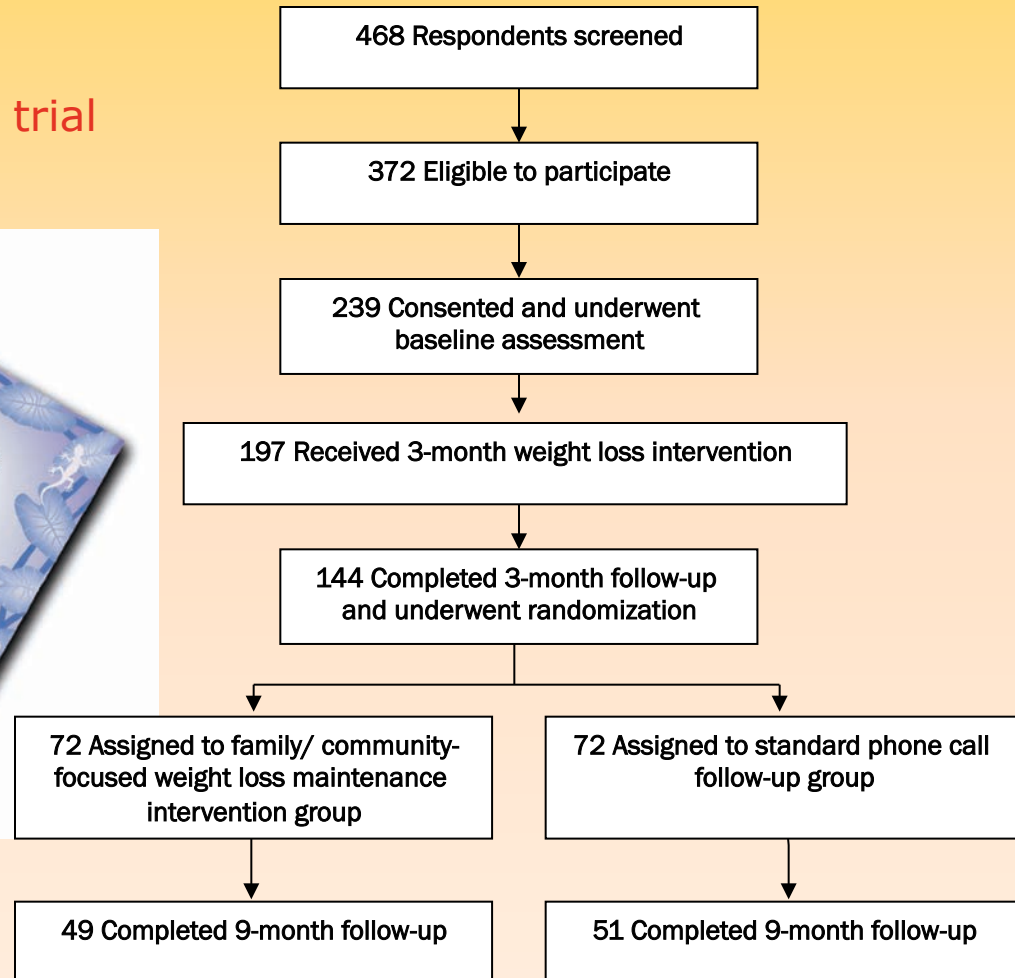 468 Respondents screened
trial
372 Eligible to participate
239 Consented and underwent
baseline assessment
197 Received 3-month weight loss intervention
144 Completed 3-month follow-up
and underwent randomization
72 Assigned to family/ community-
focused weight loss maintenance
intervention group
72 Assigned to standard phone call
follow-up group
49 Completed 9-month follow-up
51 Completed 9-month follow-up